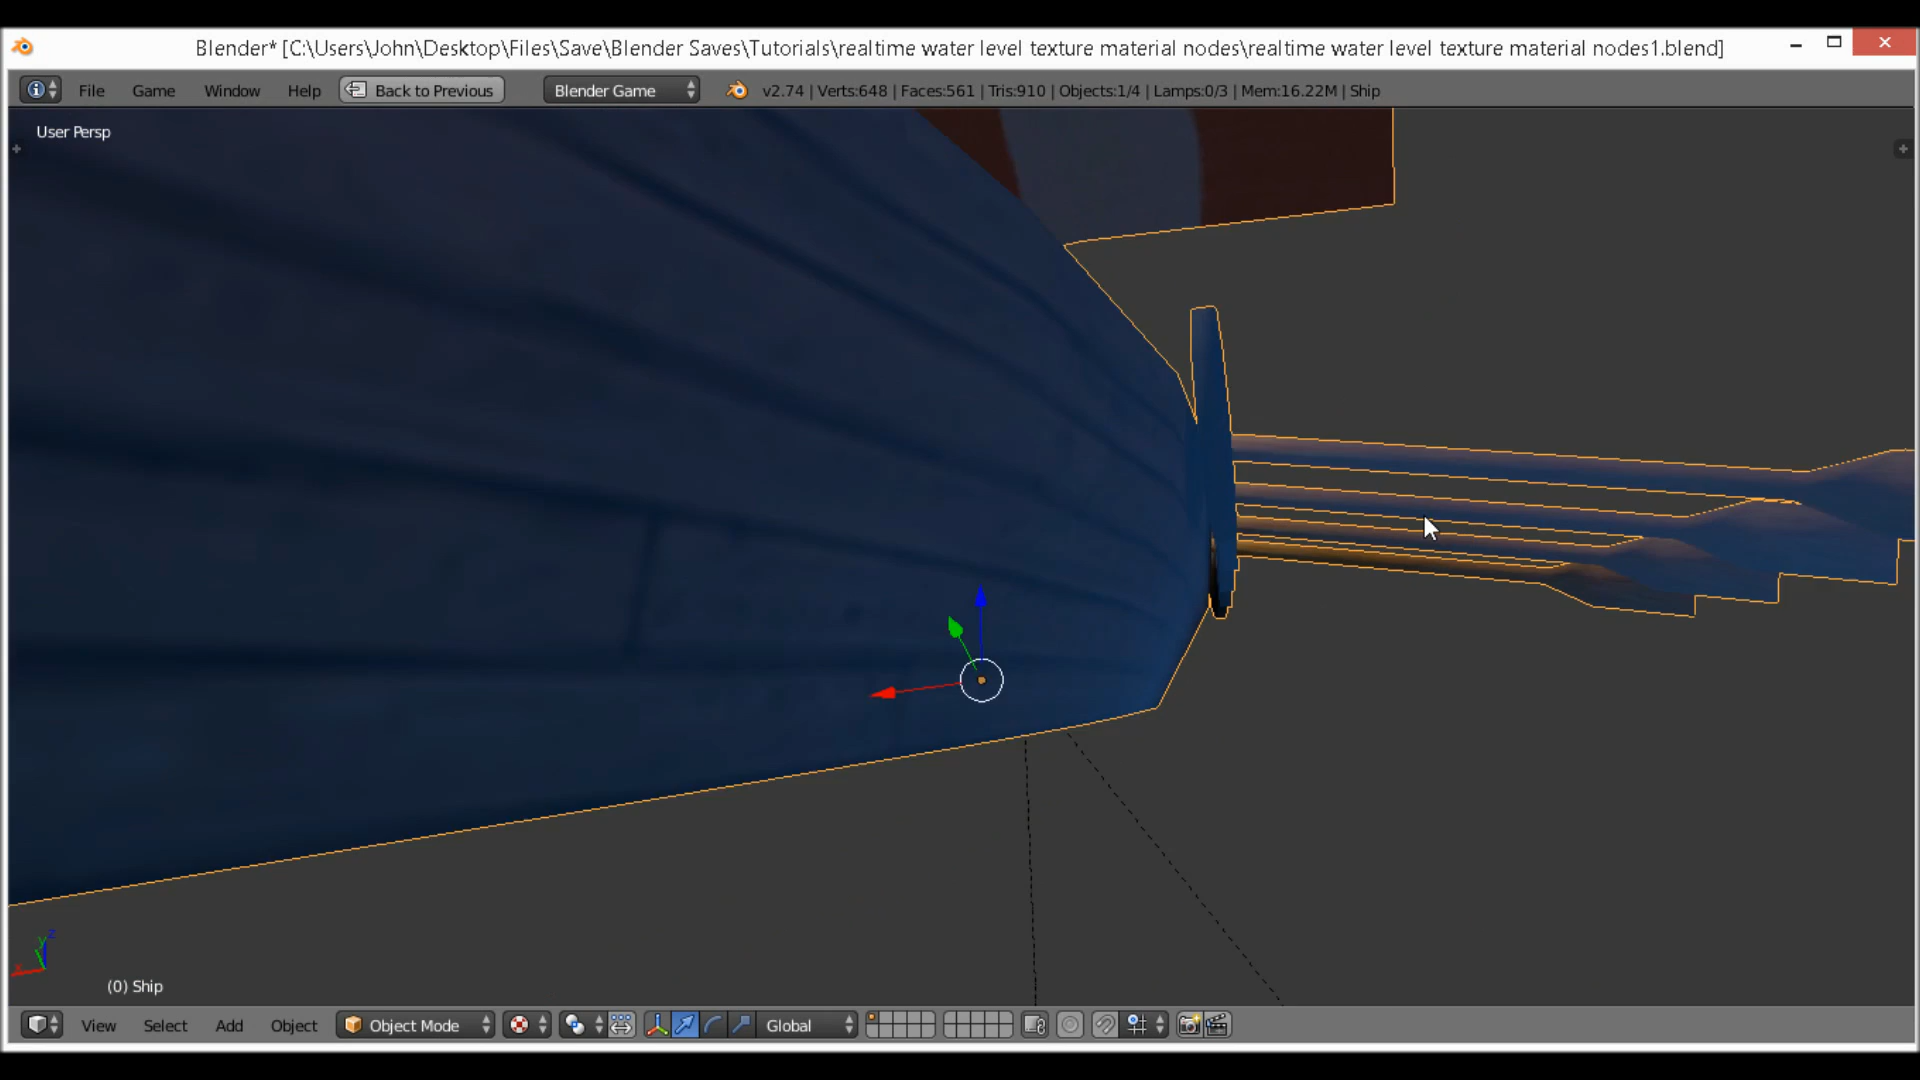 Blender* [C:\Users\John\Desktop\Files\Save\Blender Saves\Tutorials\realtime water level texture material nodes\realtime water level texture material nodes1.blend]
File Game Window Help Back to Previous Blender Game v2.74 | Verts:648 | Faces:561 | Tris:910 | Objects:1/4 | Lamps:0/3 | Mem:16.22M | Ship
User Persp
z
y
x
(0) Ship
View Select Add Object Object Mode Global